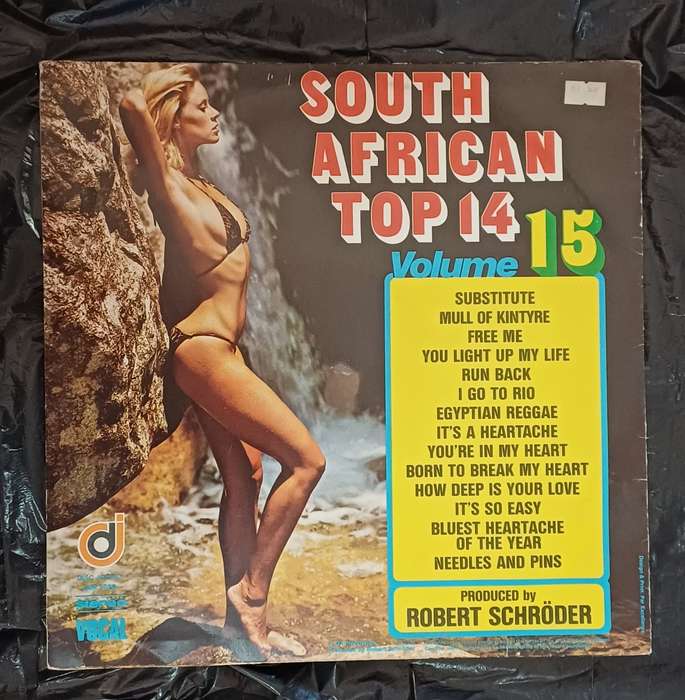 SOUTH
AFRICAN
TOP 14
Volume 15
SUBSTITUTE
MULL OF KINTYRE
FREE ME
YOU LIGHT UP MY LIFE
RUN BACK
I GO TO RIO
EGYPTIAN REGGAE
IT'S A HEARTACHE
YOU'RE IN MY HEART
BORN TO BREAK MY HEART
HOW DEEP IS YOUR LOVE
IT'S SO EASY
BLUEST HEARTACHE
OF THE YEAR
NEEDLES AND PINS
PRODUCED by
ROBERT SCHRÖDER
dj
Stereo
VOCAL